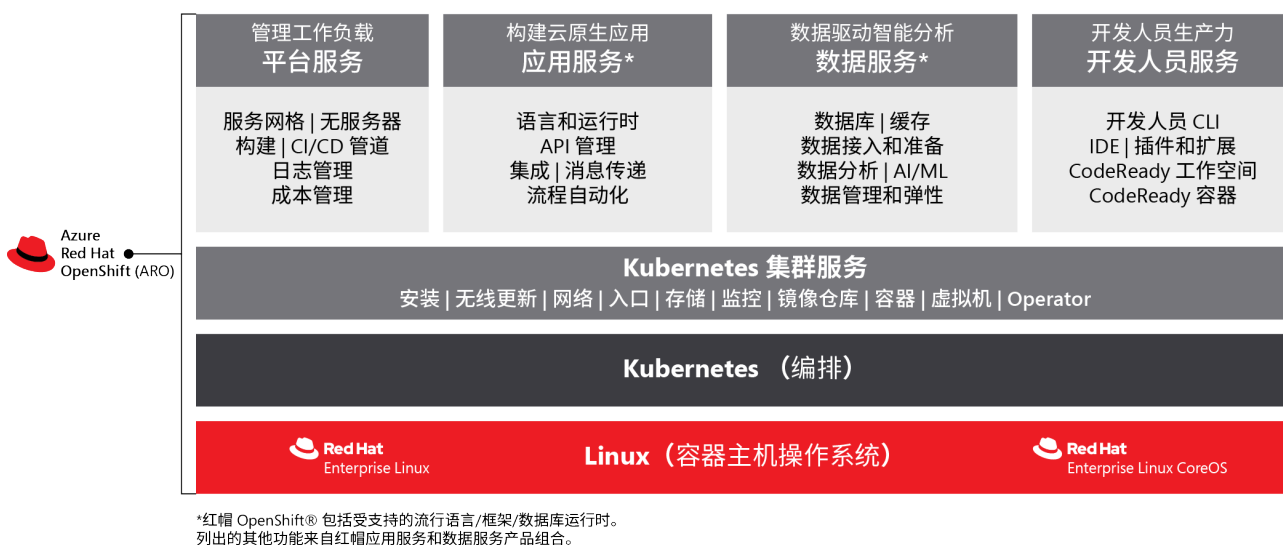 管理工作负载
平台服务
服务网格 | 无服务器
构建 | CI/CD 管道
日志管理
成本管理
构建云原生应用
应用服务*
语言和运行时
API 管理
集成 | 消息传递
流程自动化
数据驱动智能分析
数据服务*
数据库 | 缓存
数据接入和准备
数据分析 | AI/ML
数据管理和弹性
开发人员生产力
开发人员服务
开发人员 CLI
IDE | 插件和扩展
CodeReady 工作空间
CodeReady 容器
Azure
Red Hat
OpenShift (ARO)
Kubernetes 集群服务
安装 | 无线更新 | 网络 | 入口 | 存储 | 监控 | 镜像仓库 | 容器 | 虚拟机 | Operator
Kubernetes （编排）
Red Hat
Enterprise Linux
Linux（容器主机操作系统）
Red Hat
Enterprise Linux CoreOS
*红帽 OpenShift® 包括受支持的流行语言/框架/数据库运行时。
列出的其他功能来自红帽应用服务和数据服务产品组合。